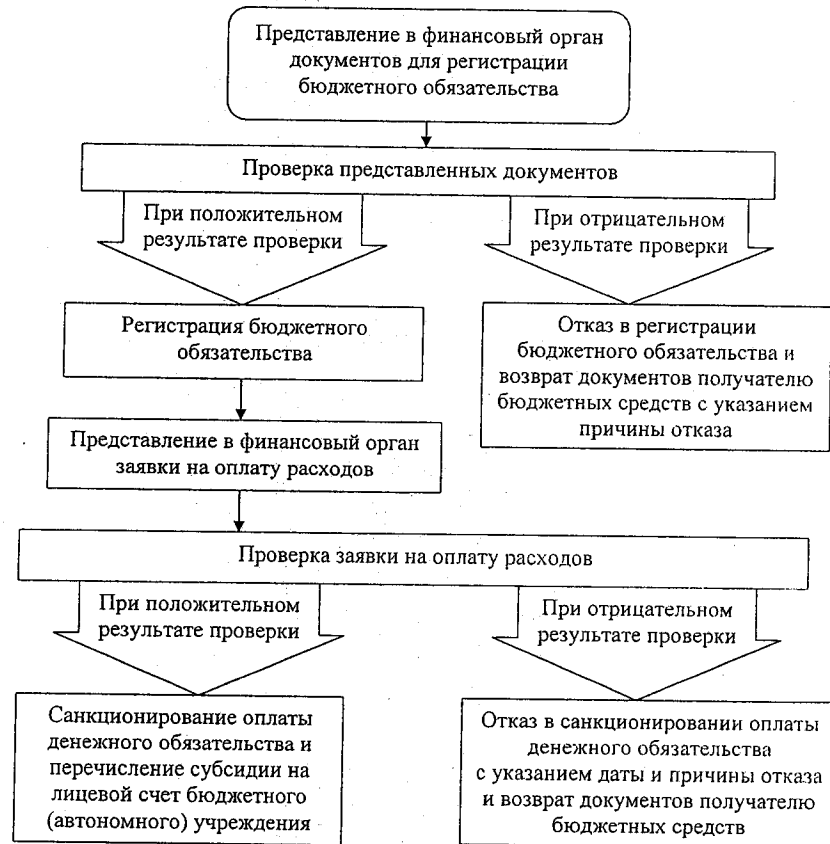 Представление в финансовый орган
документов для регистрации
бюджетного обязательства
Проверка представленных документов
При положительном
результате проверки
При отрицательном
результате проверки
Регистрация бюджетного
обязательства
Отказ в регистрации
бюджетного обязательства и
возврат документов получателю
бюджетных средств с указанием
причины отказа
Представление в финансовый орган
заявки на оплату расходов
Проверка заявки на оплату расходов
При положительном
результате проверки
При отрицательном
результате проверки
Санкционирование оплаты
денежного обязательства и
перечисление субсидии на
лицевой счет бюджетного
(автономного) учреждения
Отказ в санкционировании оплаты
денежного обязательства
с указанием даты и причины отказа
и возврат документов получателю
бюджетных средств